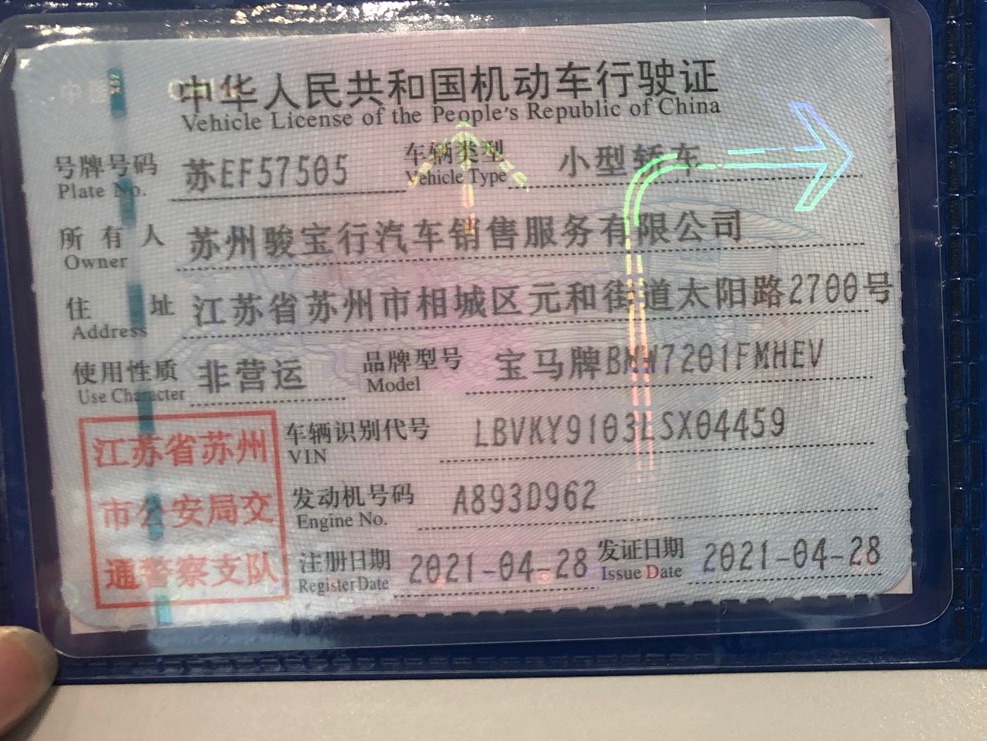 中华人民共和国机动车行驶证
Vehicle License of the People's Republic of China
号牌号码 苏EF57505 车辆类型 小型轿车
Plate No. Vehicle Type
所有人 苏州骏宝行汽车销售服务有限公司
Owner
住址 江苏省苏州市相城区元和街道太阳路2700号
Address
使用性质 非营运 品牌型号 宝马牌BMW7201FMHEV
Use Character Model
江苏省苏州
市公安局交
通警察支队
车辆识别代号 LBVKY9103LSX04459
VIN
发动机号码 A893D962
Engine No.
注册日期 2021-04-28 发证日期 2021-04-28
Register Date Issue Date